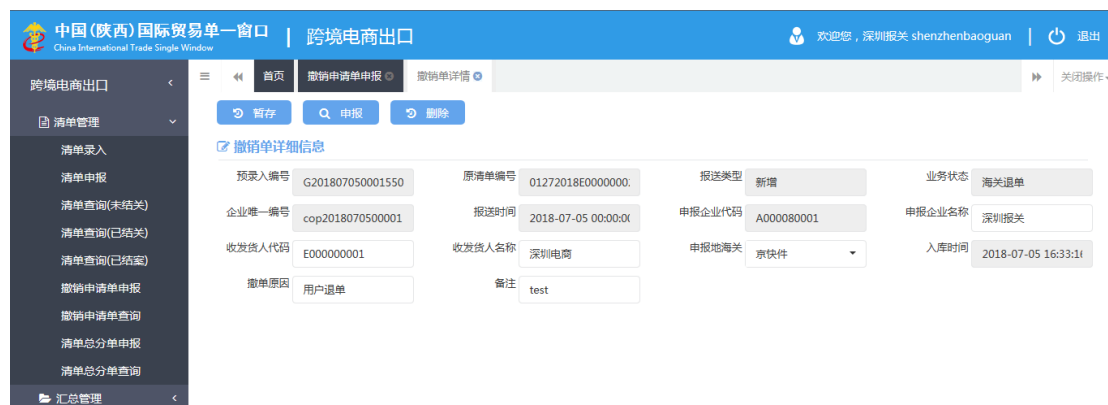 中国(陕西)国际贸易单一窗口 | 跨境电商出口
China International Trade Single Window
欢迎您，深圳报关 shenzhenbaoguan | 退出
跨境电商出口
首页 撤销申请单申报 撤销单详情 关闭操作
清单管理
暂存 申报 删除
清单录入
撤销单详细信息
清单申报
预录入编号 G201807050001550 原清单编号 01272018E0000000 报送类型 新增 业务状态 海关退单
清单查询(未结关)
企业唯一编号 cop2018070500001 报送时间 2018-07-05 00:00:00 申报企业代码 A000080001 申报企业名称 深圳报关
清单查询(已结关)
收发货人代码 E000000001 收发货人名称 深圳电商 申报地海关 京快件 入库时间 2018-07-05 16:33:16
清单查询(已结案)
撤单原因 用户退单 备注 test
撤销申请单申报
撤销申请单查询
清单总分单申报
清单总分单查询
汇总管理